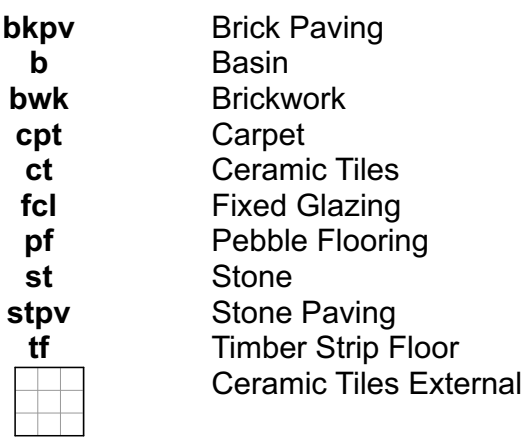 bkpv Brick Paving
b Basin
bwk Brickwork
cpt Carpet
ct Ceramic Tiles
fcl Fixed Glazing
pf Pebble Flooring
st Stone
stpv Stone Paving
tf Timber Strip Floor
Ceramic Tiles External